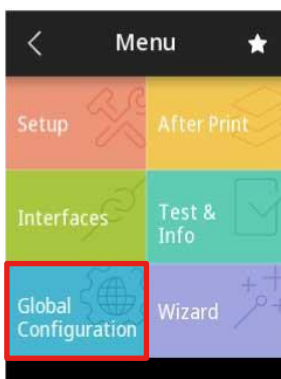 Menu
Setup
After Print
Interfaces
Test &
Info
Global
Configuration
Wizard